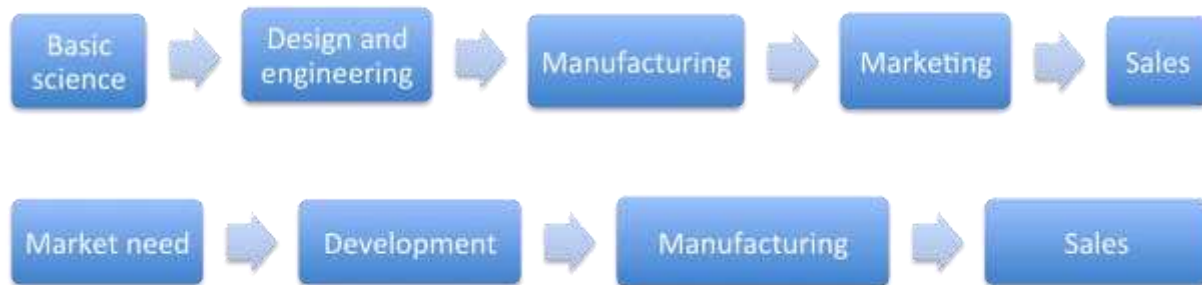 Basic
science
Design and
engineering
Manufacturing
Marketing
Sales
Market need
Development
Manufacturing
Sales